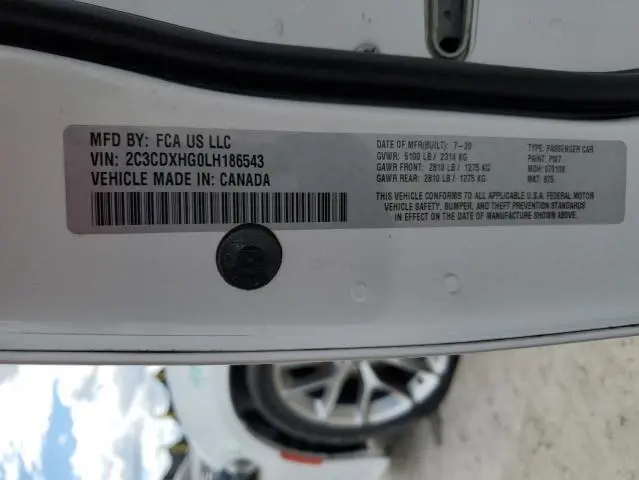 MFD BY: FCA US LLC
VIN: 2C3CDXHG0LH186543
VEHICLE MADE IN: CANADA
DATE OF MFR(BUILT): 7-20
GVWR: 5100 LB / 2314 KG
GAWR FRONT: 2810 LB / 1275 KG
GAWR REAR: 2810 LB / 1275 KG
TYPE: PASSENGER CAR
PAINT: PW7
MDH:
MKT:
THIS VEHICLE CONFORMS TO ALL APPLICABLE U.S.A. FEDERAL MOTOR
VEHICLE SAFETY, BUMPER, AND THEFT PREVENTION STANDARDS
IN EFFECT ON THE DATE OF MANUFACTURE SHOWN ABOVE.